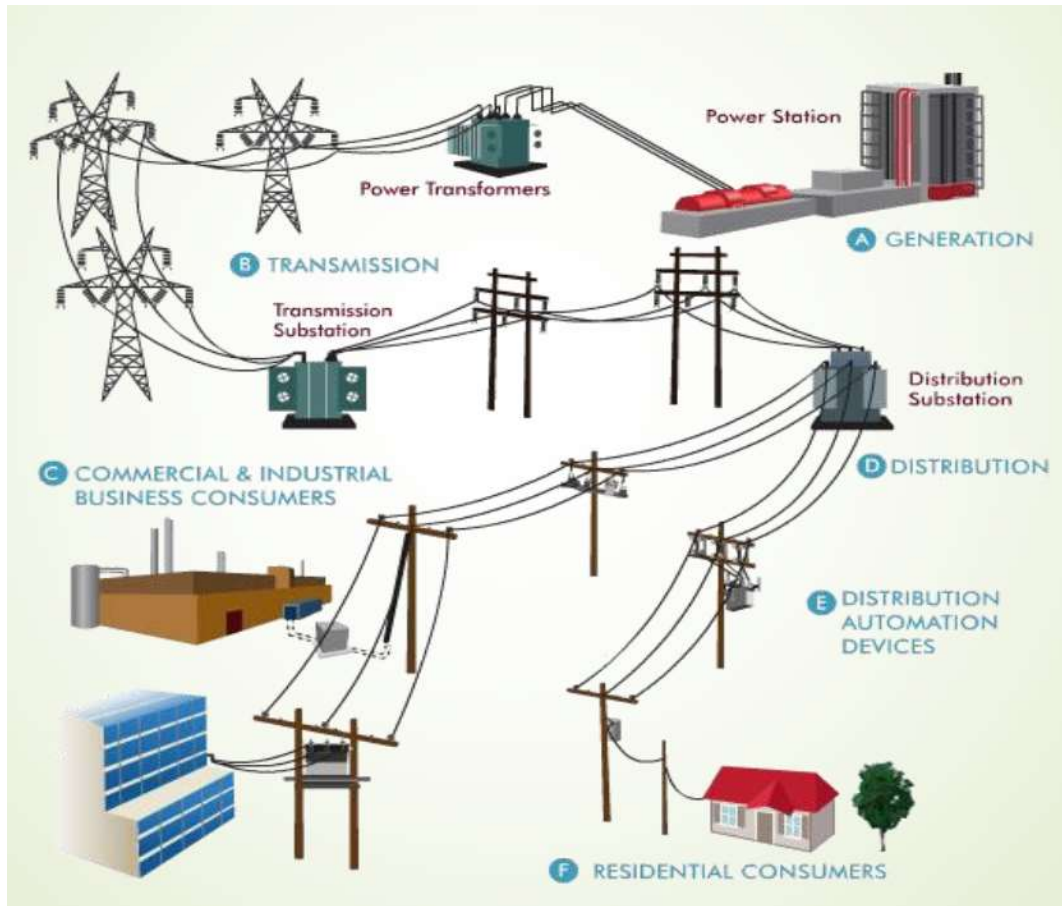 Power Station
Power Transformers
A GENERATION
B TRANSMISSION
Transmission
Substation
Distribution
Substation
C COMMERCIAL & INDUSTRIAL
BUSINESS CONSUMERS
D DISTRIBUTION
E DISTRIBUTION
AUTOMATION
DEVICES
F RESIDENTIAL CONSUMERS